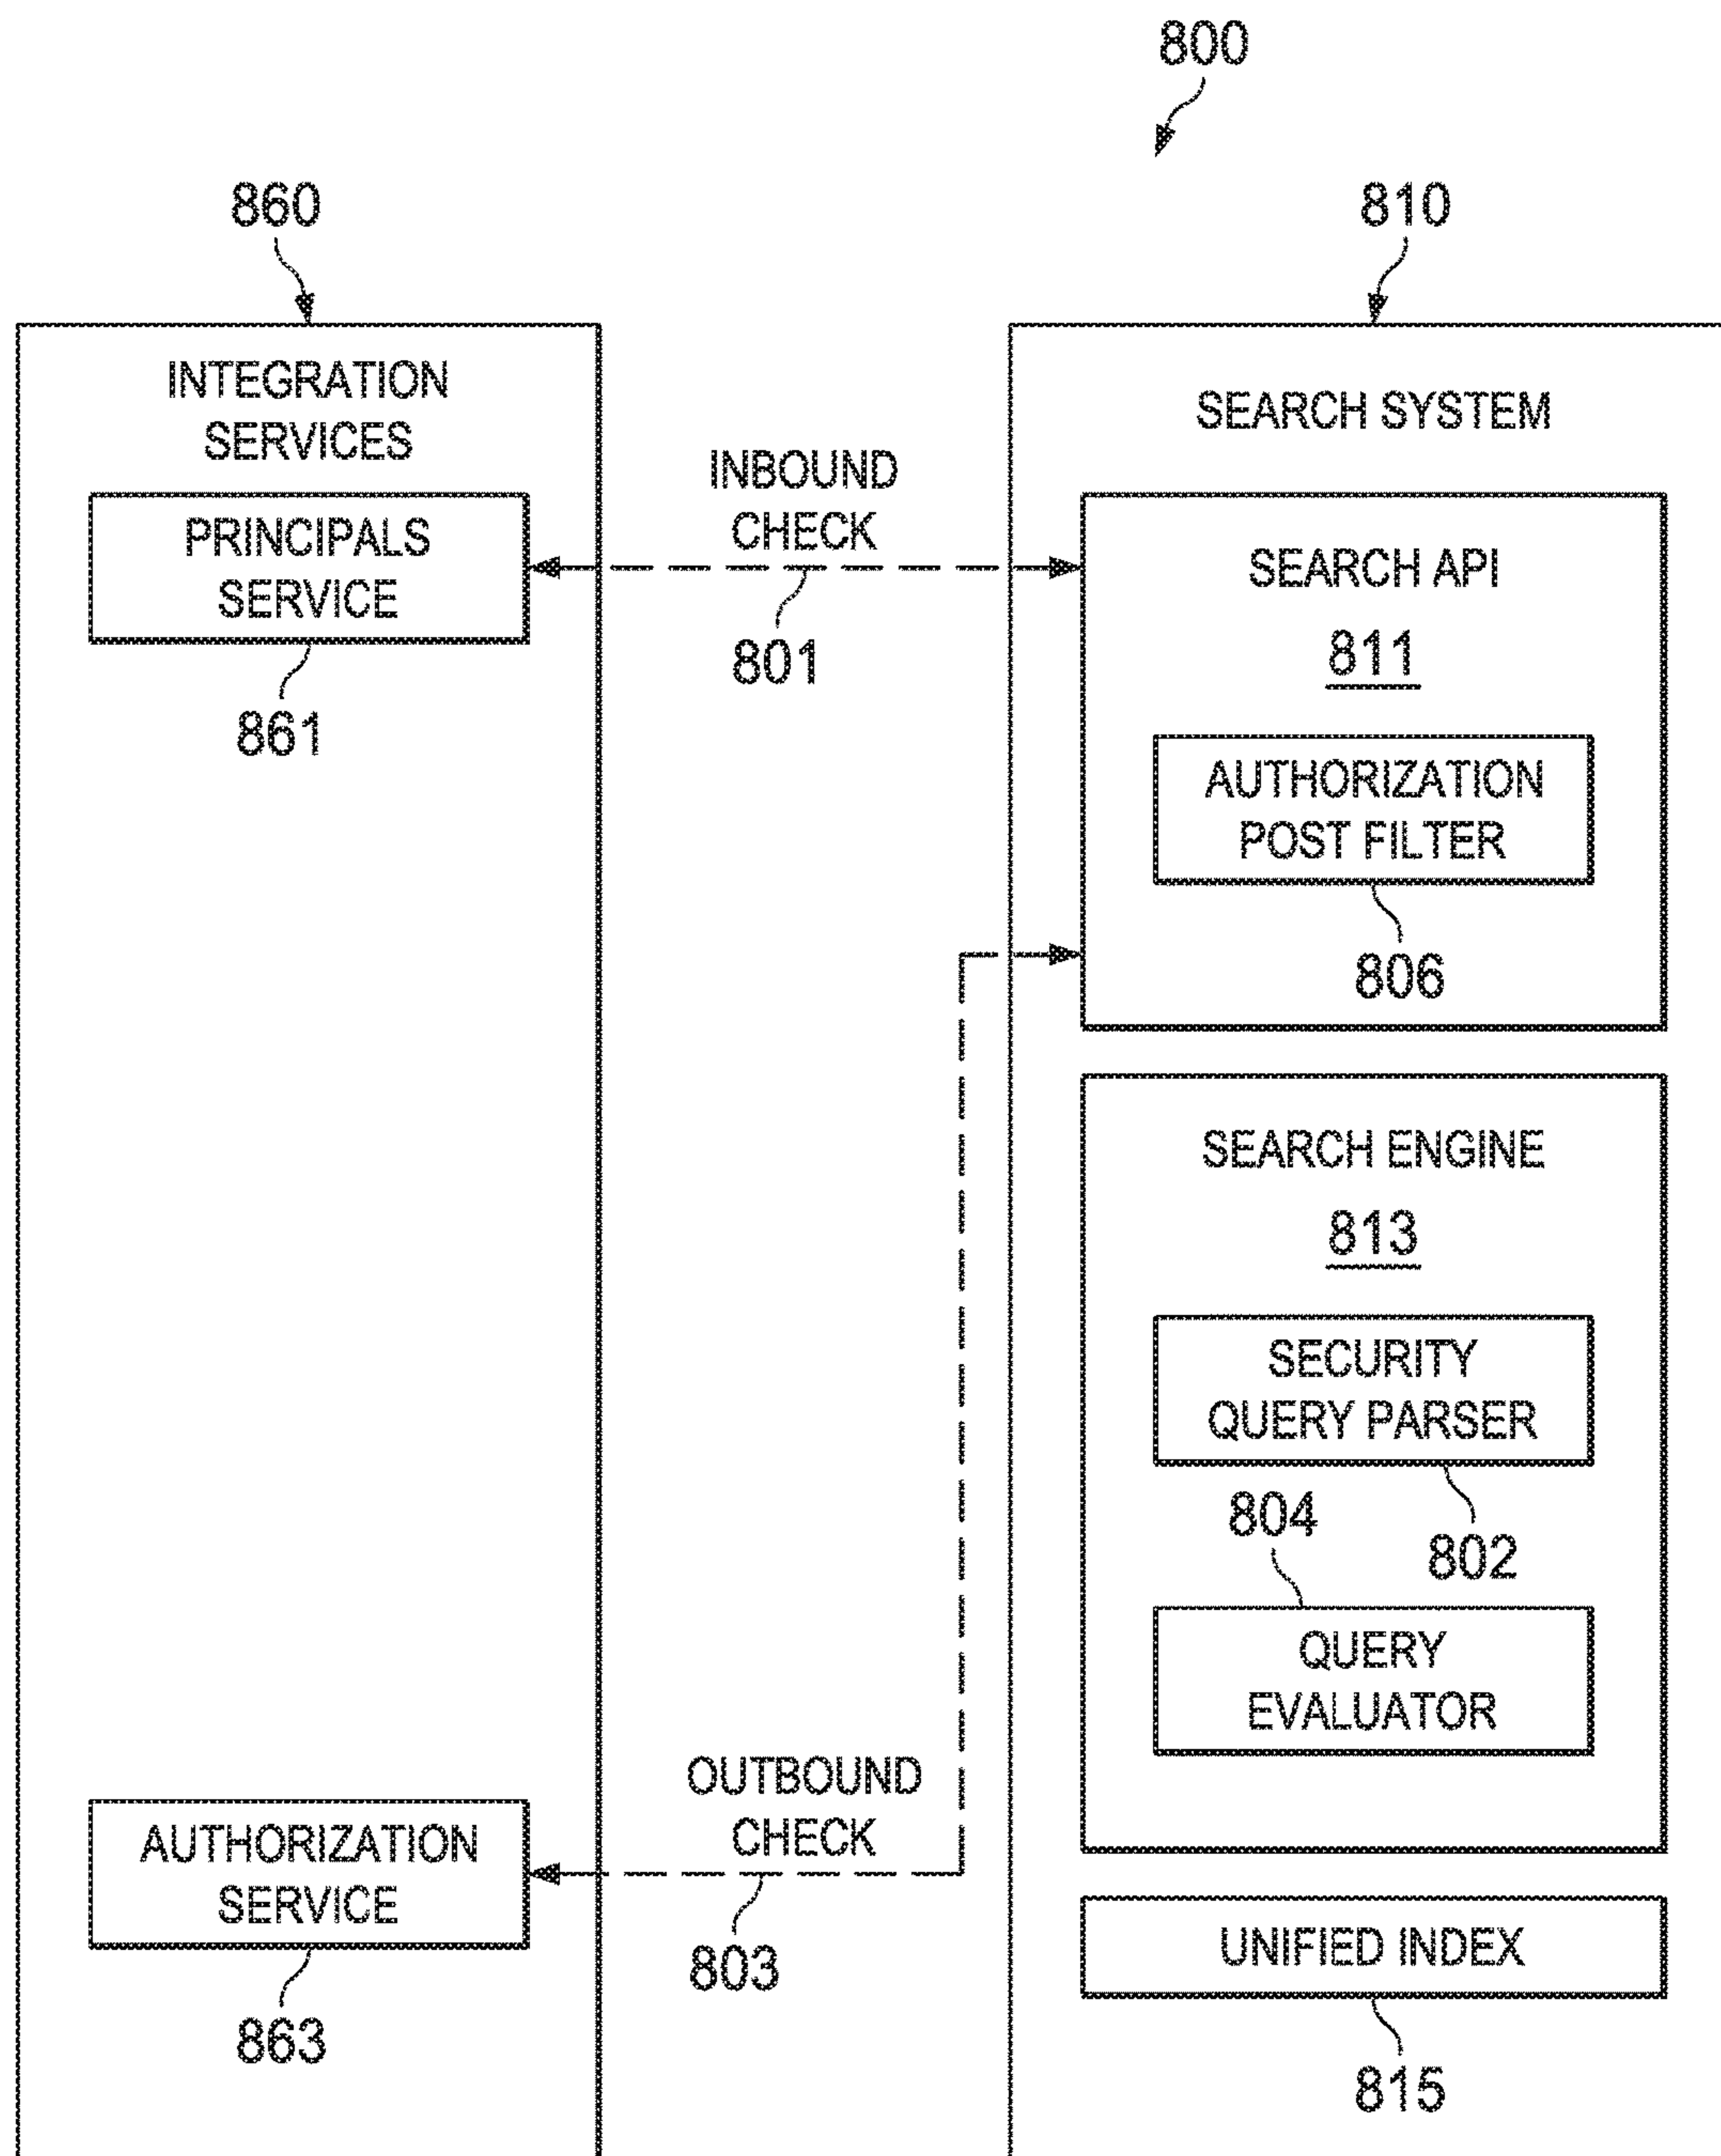 800
860
810
INTEGRATION
SERVICES
PRINCIPALS
SERVICE
861
INBOUND
CHECK
801
SEARCH SYSTEM
SEARCH API
811
AUTHORIZATION
POST FILTER
806
SEARCH ENGINE
813
SECURITY
QUERY PARSER
802
804
QUERY
EVALUATOR
OUTBOUND
CHECK
803
AUTHORIZATION
SERVICE
863
UNIFIED INDEX
815